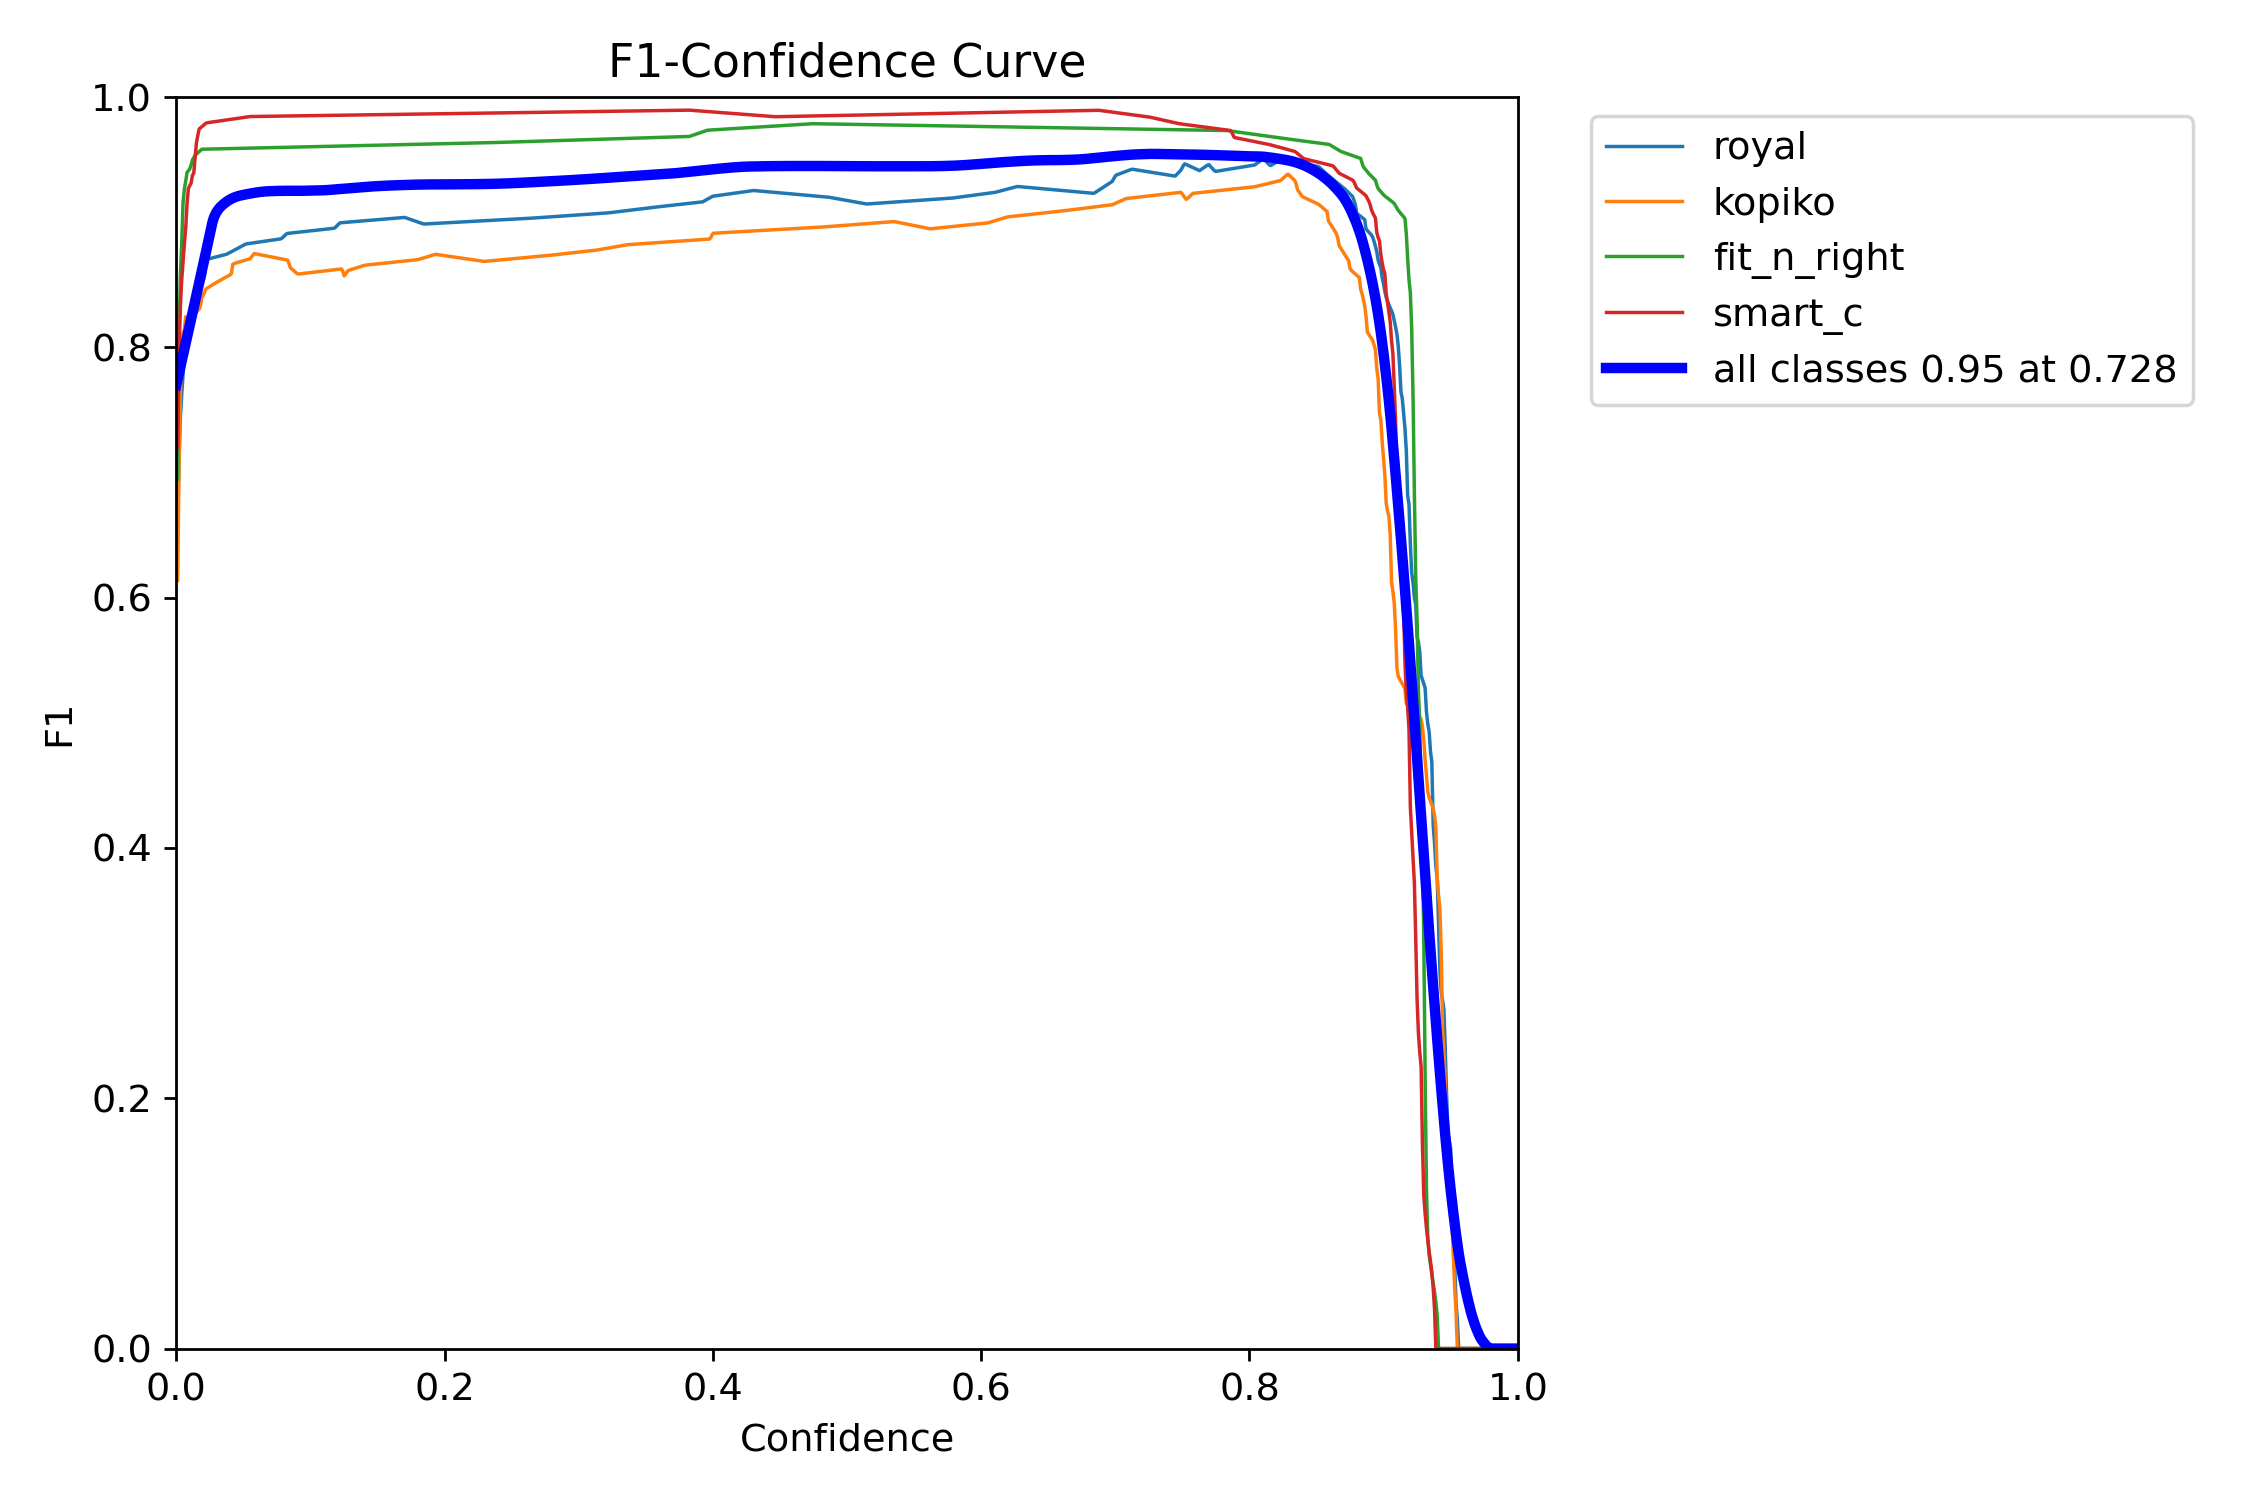 F1-Confidence Curve
1.0
0.8
0.6
0.4
0.2
0.0
F1
0.0 0.2 0.4 0.6 0.8 1.0
Confidence
royal
kopiko
fit_n_right
smart_c
all classes 0.95 at 0.728